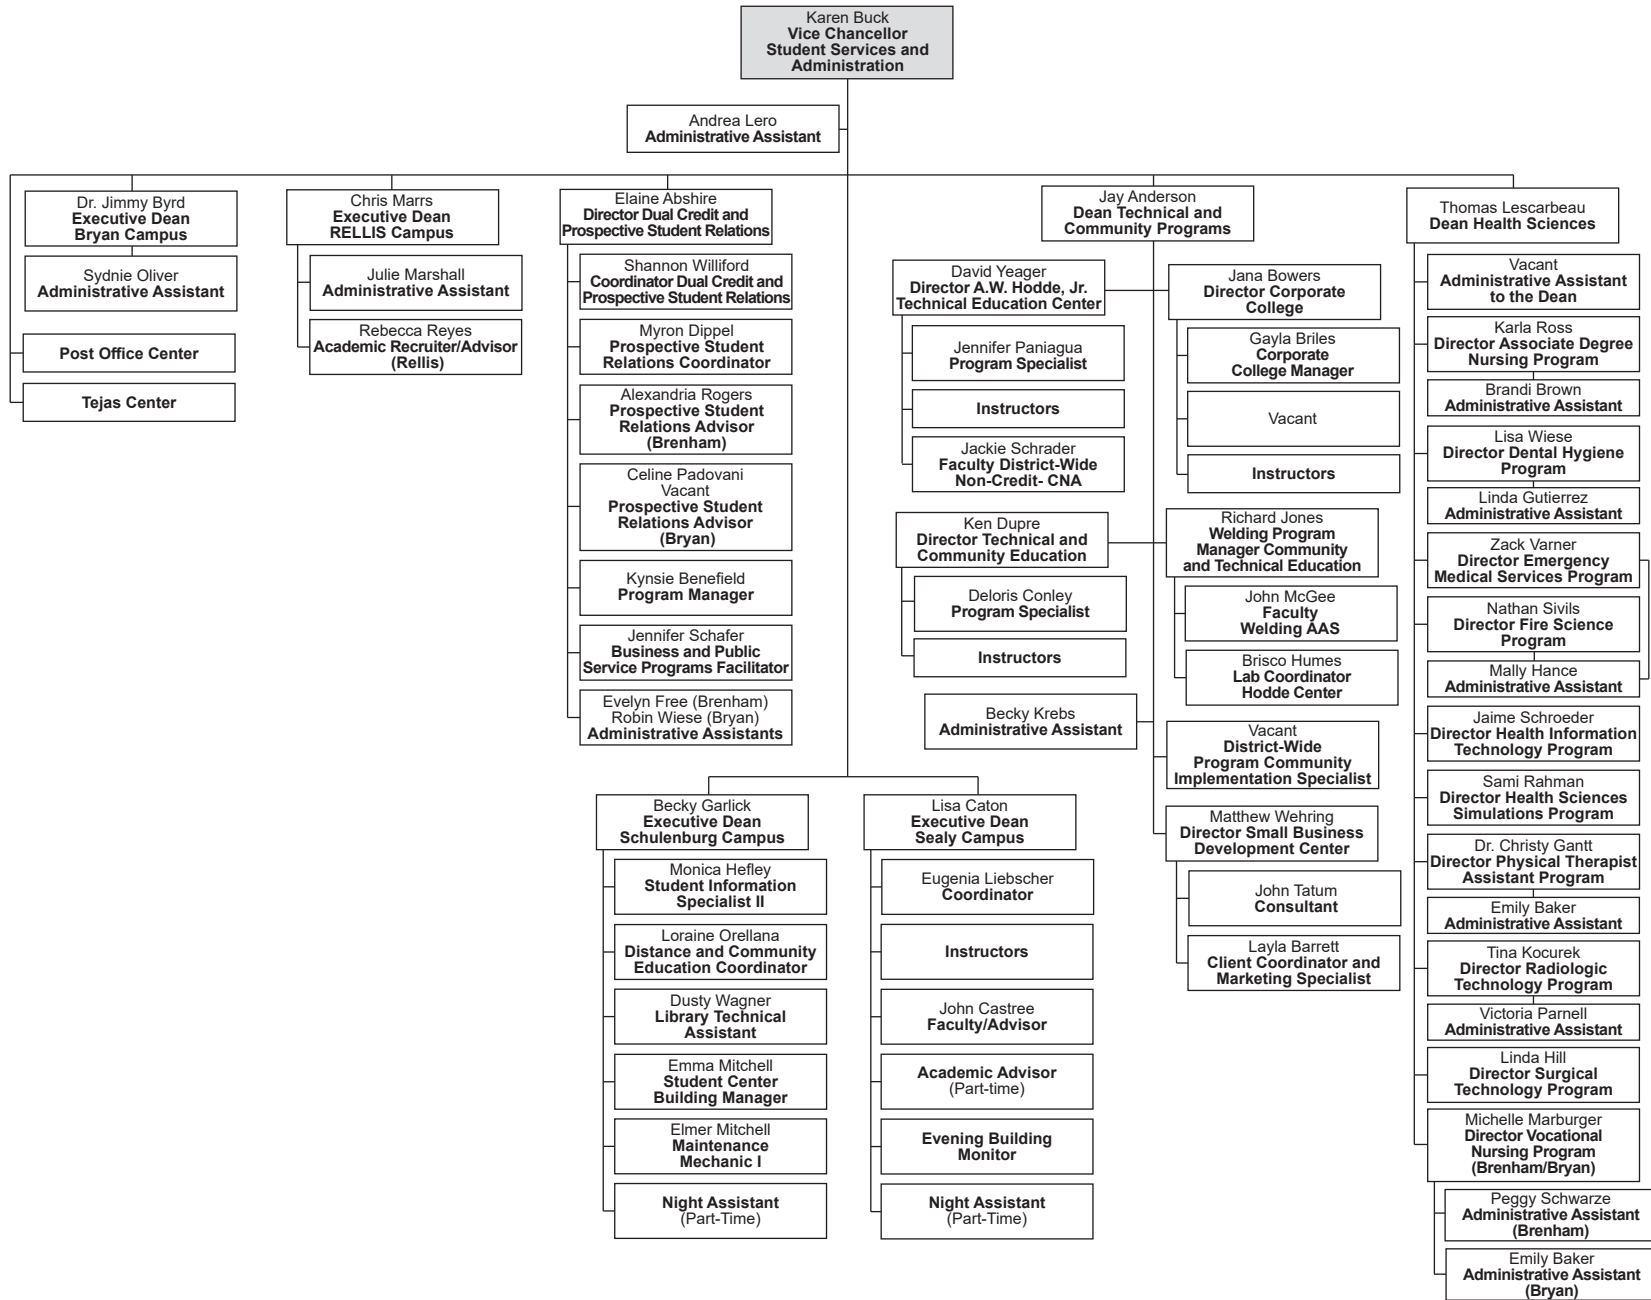 Karen Buck
Vice Chancellor
Student Services and
Administration
Andrea Lero
Administrative Assistant
Dr. Jimmy Byrd
Executive Dean
Bryan Campus
Sydnie Oliver
Administrative Assistant
Post Office Center
Tejas Center
Chris Marrs
Executive Dean
RELLIS Campus
Julie Marshall
Administrative Assistant
Rebecca Reyes
Academic Recruiter/Advisor
(Rellis)
Elaine Abshire
Director Dual Credit and
Prospective Student Relations
Shannon Williford
Coordinator Dual Credit and
Prospective Student Relations
Myron Dippel
Prospective Student
Relations Coordinator
Alexandria Rogers
Prospective Student
Relations Advisor
(Brenham)
Celine Padovani
Vacant
Prospective Student
Relations Advisor
(Bryan)
Kynsie Benefield
Program Manager
Jennifer Schafer
Business and Public
Service Programs Facilitator
Evelyn Free (Brenham)
Robin Wiese (Bryan)
Administrative Assistants
Becky Garlick
Executive Dean
Schulenburg Campus
Monica Hefley
Student Information
Specialist II
Loraine Orellana
Distance and Community
Education Coordinator
Dusty Wagner
Library Technical
Assistant
Emma Mitchell
Student Center
Building Manager
Elmer Mitchell
Maintenance
Mechanic I
Night Assistant
(Part-Time)
Lisa Caton
Executive Dean
Sealy Campus
Eugenia Liebscher
Coordinator
Instructors
John Castree
Faculty/Advisor
Academic Advisor
(Part-time)
Evening Building
Monitor
Night Assistant
(Part-Time)
Jay Anderson
Dean Technical and
Community Programs
David Yeager
Director A.W. Hodde, Jr.
Technical Education Center
Jennifer Paniagua
Program Specialist
Instructors
Jackie Schrader
Faculty District-Wide
Non-Credit- CNA
Jana Bowers
Director Corporate
College
Gayla Briles
Corporate
College Manager
Vacant
Instructors
Ken Dupre
Director Technical and
Community Education
Deloris Conley
Program Specialist
Instructors
Richard Jones
Welding Program
Manager Community
and Technical Education
John McGee
Faculty
Welding AAS
Brisco Humes
Lab Coordinator
Hodde Center
Becky Krebs
Administrative Assistant
Vacant
District-Wide
Program Community
Implementation Specialist
Matthew Wehring
Director Small Business
Development Center
John Tatum
Consultant
Layla Barrett
Client Coordinator and
Marketing Specialist
Thomas Lescarbeau
Dean Health Sciences
Vacant
Administrative Assistant
to the Dean
Karla Ross
Director Associate Degree
Nursing Program
Brandi Brown
Administrative Assistant
Lisa Wiese
Director Dental Hygiene
Program
Linda Gutierrez
Administrative Assistant
Zack Varner
Director Emergency
Medical Services Program
Nathan Sivils
Director Fire Science
Program
Mally Hance
Administrative Assistant
Jaime Schroeder
Director Health Information
Technology Program
Sami Rahman
Director Health Sciences
Simulations Program
Dr. Christy Gantt
Director Physical Therapist
Assistant Program
Emily Baker
Administrative Assistant
Tina Kocurek
Director Radiologic
Technology Program
Victoria Parnell
Administrative Assistant
Linda Hill
Director Surgical
Technology Program
Michelle Marburger
Director Vocational
Nursing Program
(Brenham/Bryan)
Peggy Schwarze
Administrative Assistant
(Brenham)
Emily Baker
Administrative Assistant
(Bryan)